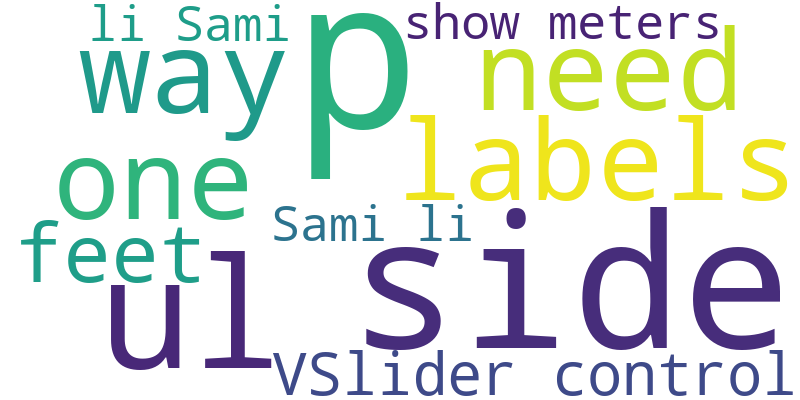 li Sami
show meters
way
p
need
labels
one
Sami li
feet
side
ul
VSlider control